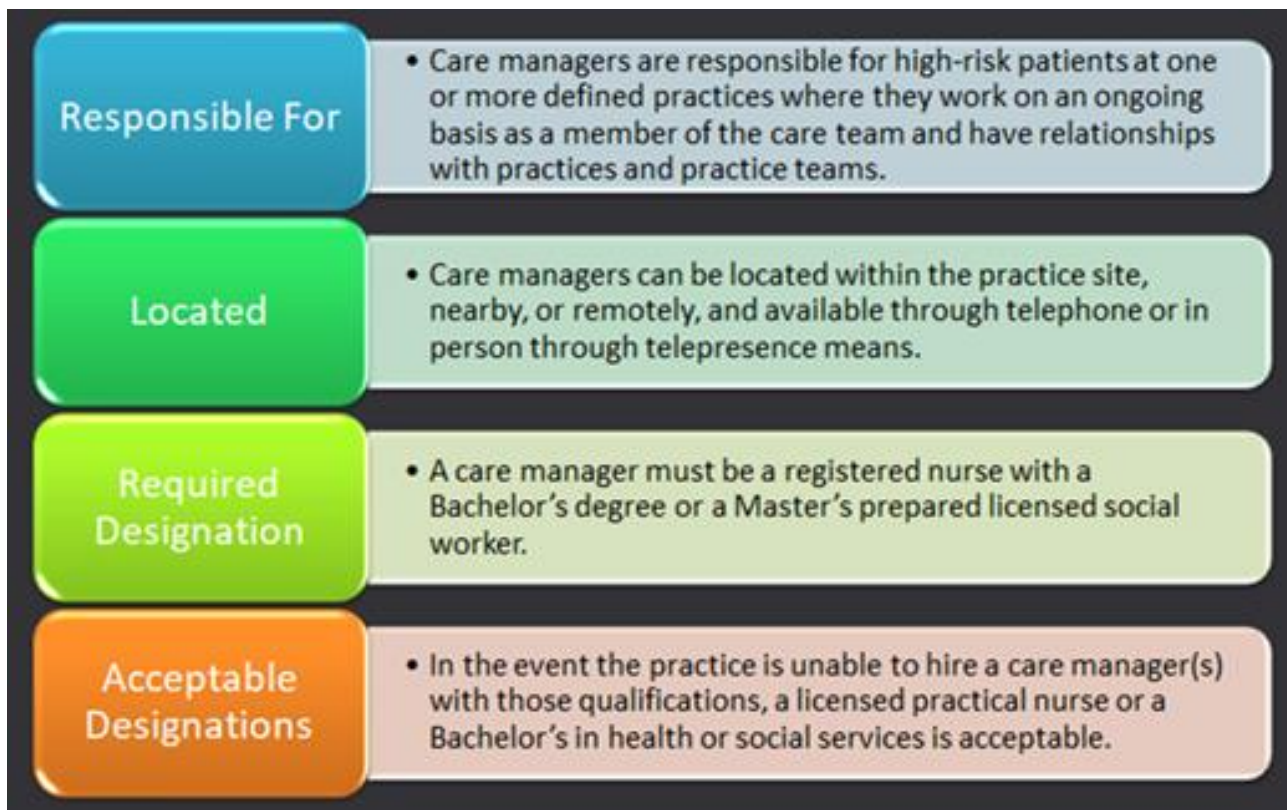 Responsible For
• Care managers are responsible for high-risk patients at one
or more defined practices where they work on an ongoing
basis as a member of the care team and have relationships
with practices and practice teams.
Located
• Care managers can be located within the practice site,
nearby, or remotely, and available through telephone or in
person through telepresence means.
Required
Designation
• A care manager must be a registered nurse with a
Bachelor’s degree or a Master’s prepared licensed social
worker.
Acceptable
Designations
• In the event the practice is unable to hire a care manager(s)
with those qualifications, a licensed practical nurse or a
Bachelor’s in health or social services is acceptable.